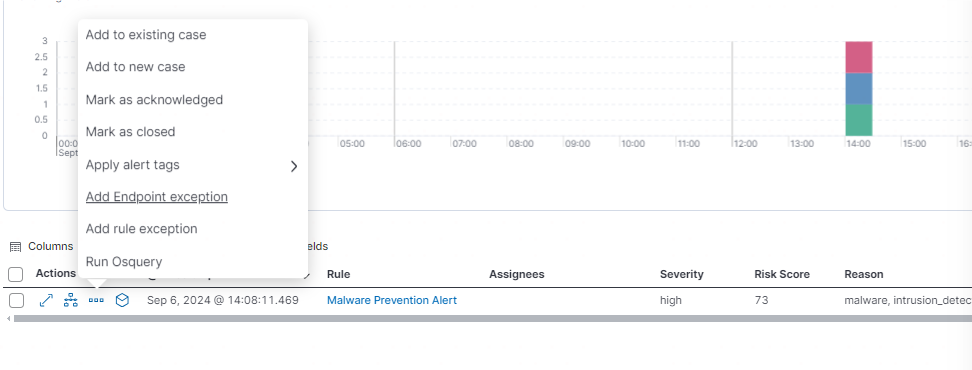 Add to existing case
Add to new case
Mark as acknowledged
Mark as closed
Apply alert tags
Add Endpoint exception
Add rule exception
Run Osquery
3
2.5
2
1.5
1
0.5
0
05:00 06:00 07:00 08:00 09:00 10:00 11:00 12:00 13:00 14:00 15:00
Sept
Columns
Actions Rule Assignees Severity Risk Score Reason
Sep 6, 2024 @ 14:08:11.469 Malware Prevention Alert high 73 malware, intrusion_detec